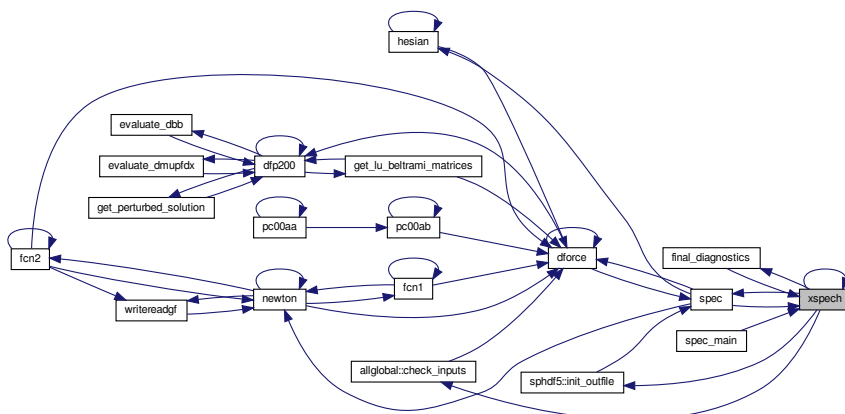 hesian
evaluate_dbb
evaluate_dmupfdx
dfp200
get_lu_beltrami_matrices
get_perturbed_solution
pc00aa
pc00ab
fcn2
dforce
final_diagnostics
newton
fcn1
spec
xspech
writereadgf
spec_main
allglobal::check_inputs
sphdf5::init_outfile